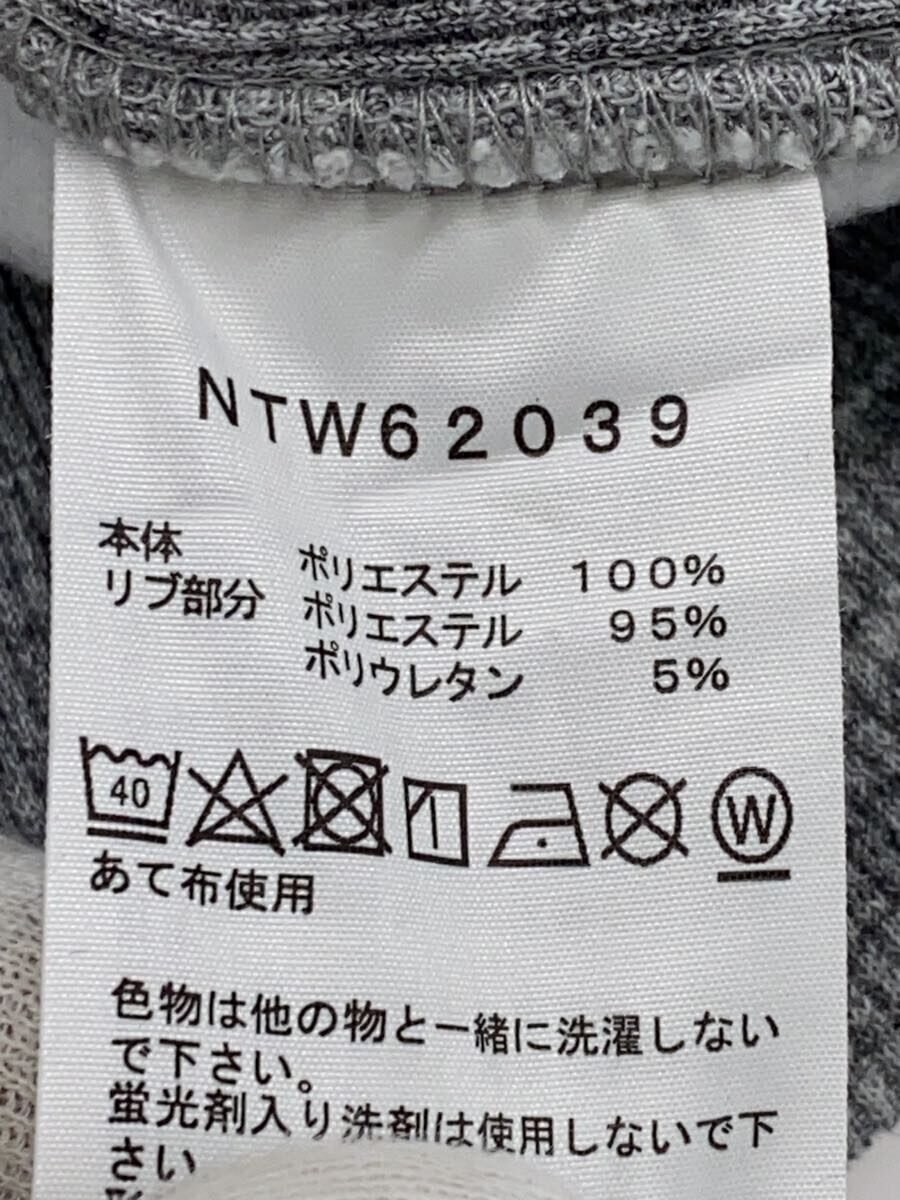 NTW62039
本体 ポリエステル 100%
リブ部分 ポリエステル 95%
ポリウレタン 5%
40 W
あて布使用
色物は他の物と一緒に洗濯しない
で下さい。
蛍光剤入り洗剤は使用しないで下
さい